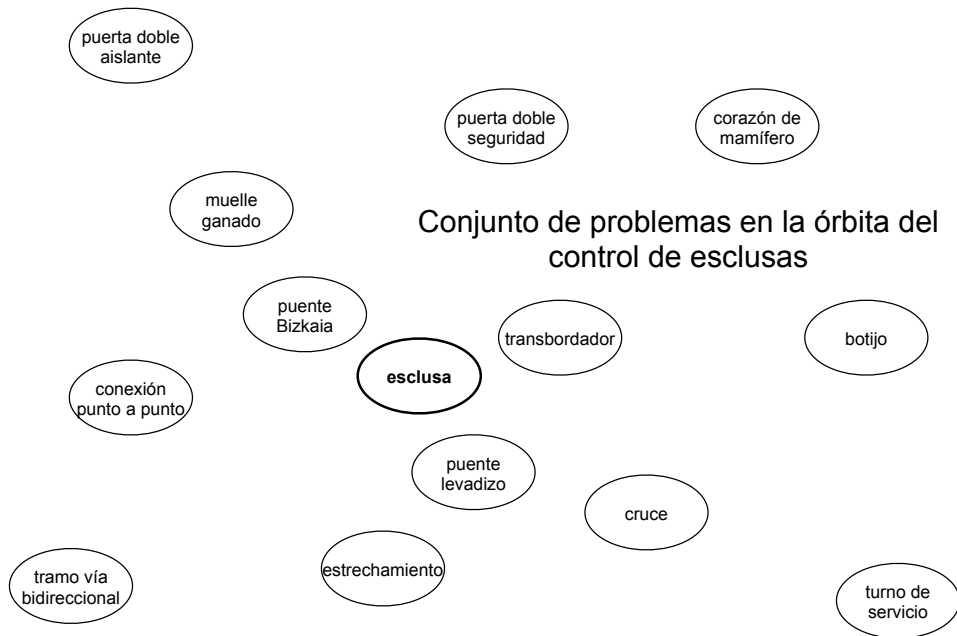 puerta doble
aislante
puerta doble
seguridad
corazón de
mamífero
muelle
ganado
Conjunto de problemas en la órbita del
control de esclusas
puente
Bizkaia
transbordador
botijo
esclusa
conexión
punto a punto
puente
levadizo
cruce
estrechamiento
tramo vía
bidireccional
turno de
servicio